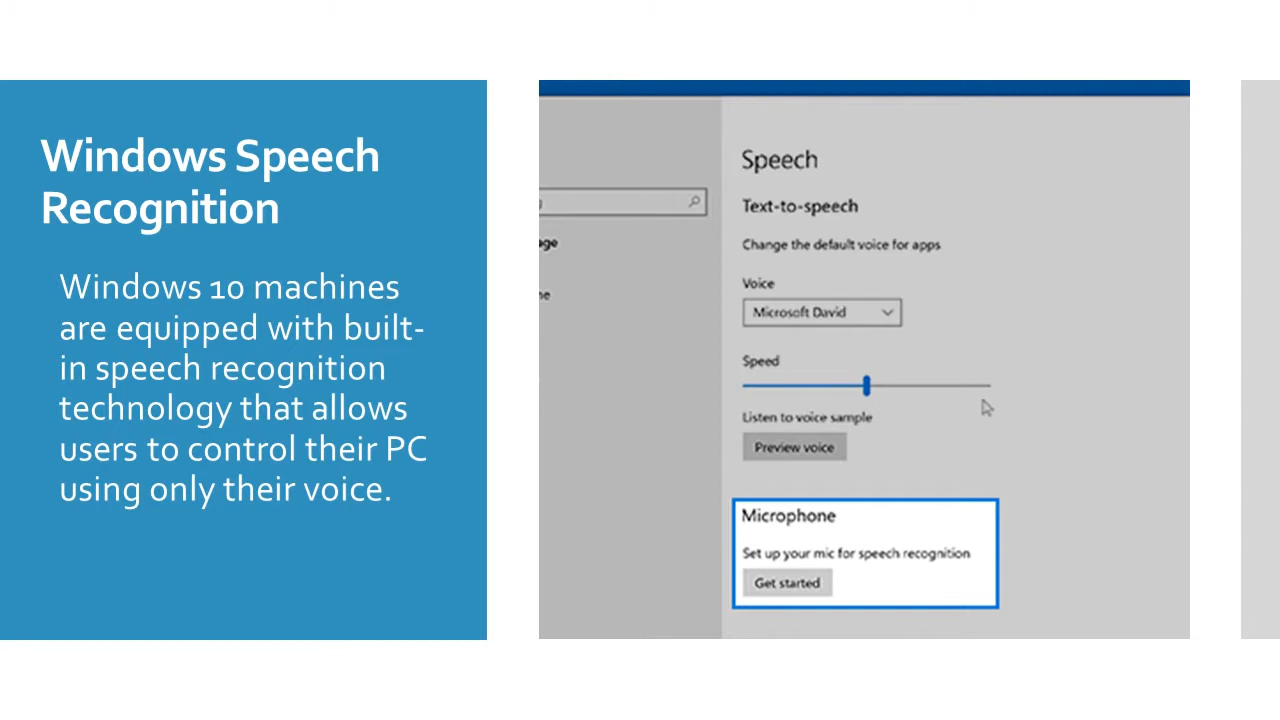 Windows Speech
Recognition
Windows 10 machines
are equipped with built-
in speech recognition
technology that allows
users to control their PC
using only their voice.
Speech
Text-to-speech
Change the default voice for apps
Voice
Microsoft David
Speed
Listen to voice sample
Preview voice
Microphone
Set up your mic for speech recognition
Get started